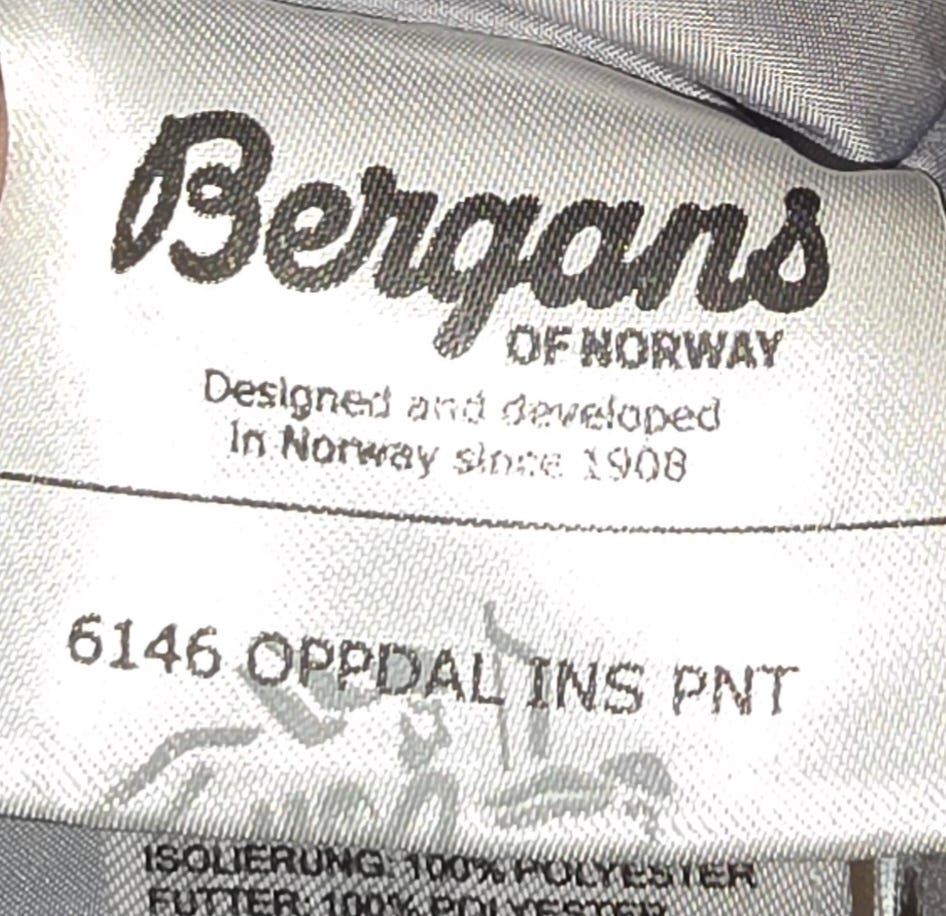 Bergans
OF NORWAY
Designed and developed
in Norway since 1908
6146 OPPDAL INS PNT
ISOLIERUNG: 100% POLYESTER
FUTTER: 100% POLYESTER